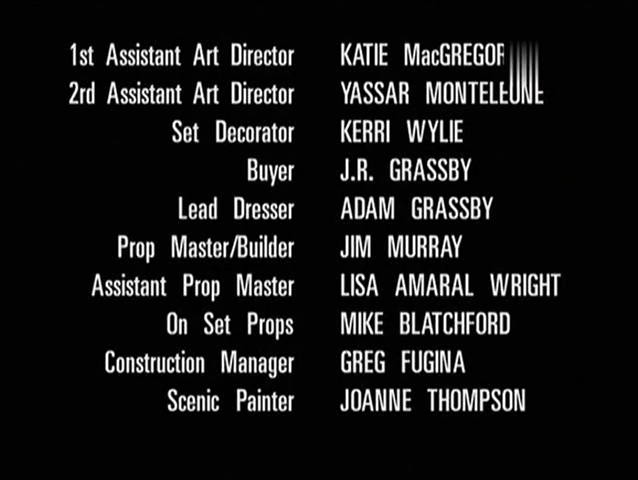 1st Assistant Art Director KATIE MacGREGOR
2rd Assistant Art Director YASSAR
Set Decorator KERRI WYLIE
Buyer J.R. GRASSBY
Lead Dresser ADAM GRASSBY
Prop Master/Builder JIM MURRAY
Assistant Prop Master LISA AMARAL WRIGHT
On Set Props MIKE BLATCHFORD
Construction Manager GREG FUGINA
Scenic Painter JOANNE THOMPSON